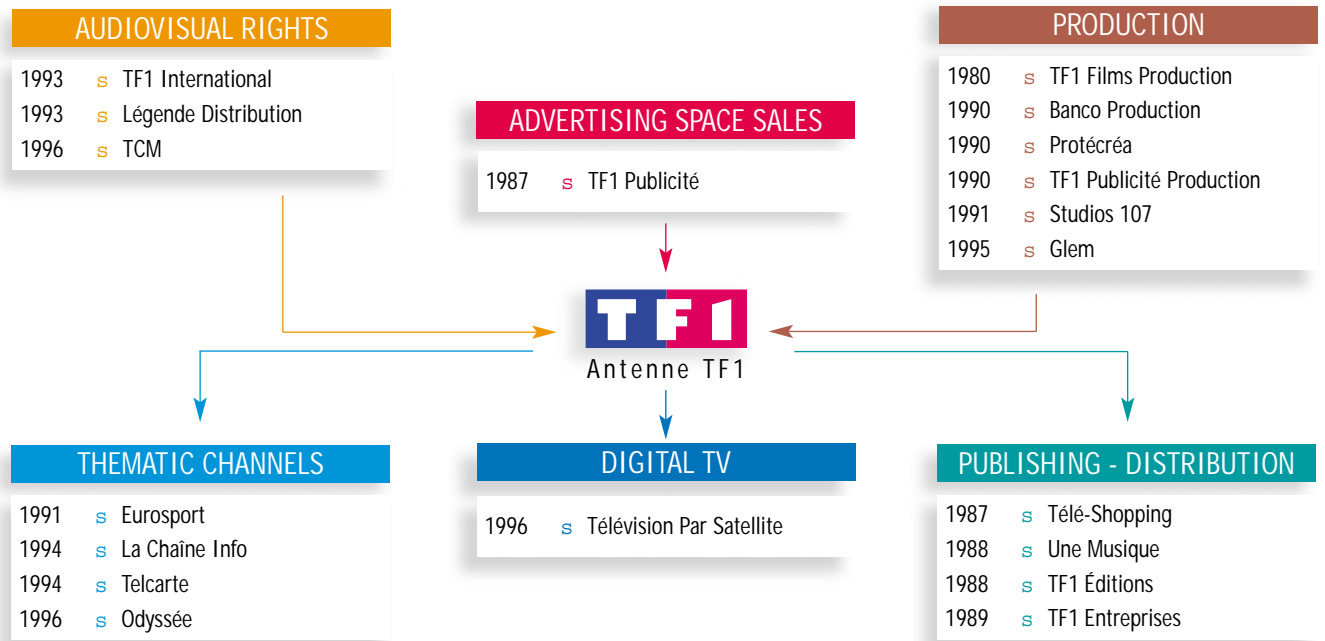 AUDIOVISUAL RIGHTS
1993 s TF1 International
1993 s Légende Distribution
1996 s TCM
ADVERTISING SPACE SALES
1987 s TF1 Publicité
PRODUCTION
1980 s TF1 Films Production
1990 s Banco Production
1990 s Protécréa
1990 s TF1 Publicité Production
1991 s Studios 107
1995 s Glem
TF1
Antenne TF1
THEMATIC CHANNELS
1991 s Eurosport
1994 s La Chaîne Info
1994 s Telcarte
1996 s Odyssée
DIGITAL TV
1996 s Télévision Par Satellite
PUBLISHING - DISTRIBUTION
1987 s Télé-Shopping
1988 s Une Musique
1988 s TF1 Éditions
1989 s TF1 Entreprises